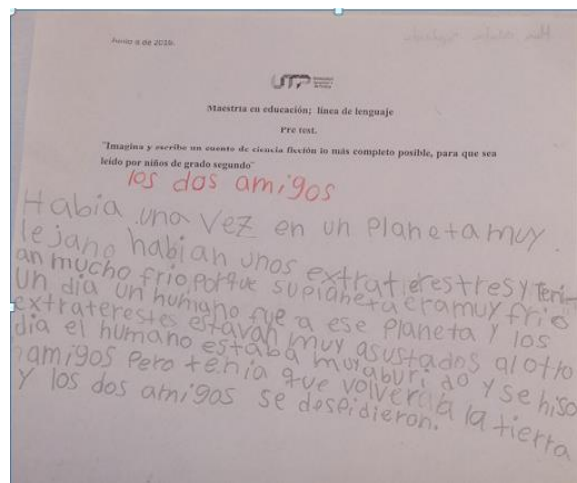 Junio 8 de 2016.
UTP
Maestría en educación; línea de lenguaje
Pre test.
"Imagina y escribe un cuento de ciencia ficción lo más completo posible, para que sea
leído por niños de grado segundo"
los dos amigos
Había una vez en un Planeta muy
lejano habian unos extratierestres y teni-
an mucho frio, Porque su planeta era muy frio
un dia un humano fue a ese Planeta y los
extraterestes estavan muy asustados al otro
dia el humano estaba muy aburi do y se hiso
amigos Pero tenia que volver a la tierra
Y los dos amigos se despidieron.